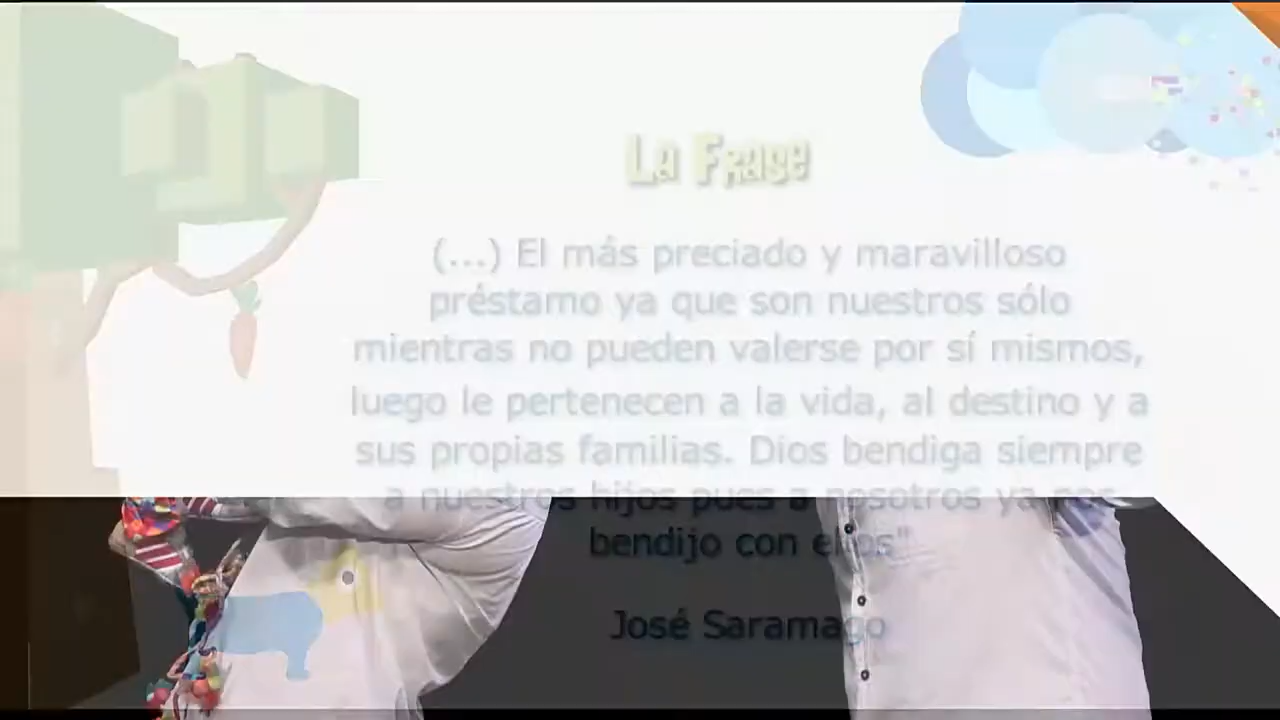 La Frase
(...) El más preciado y maravilloso
préstamo ya que son nuestros sólo
mientras no pueden valerse por sí mismos,
luego le pertenecen a la vida, al destino y a
sus propias familias. Dios bendiga siempre
a nuestros hijos pues a nosotros ya nos
bendijo con ellos"
José Saramago